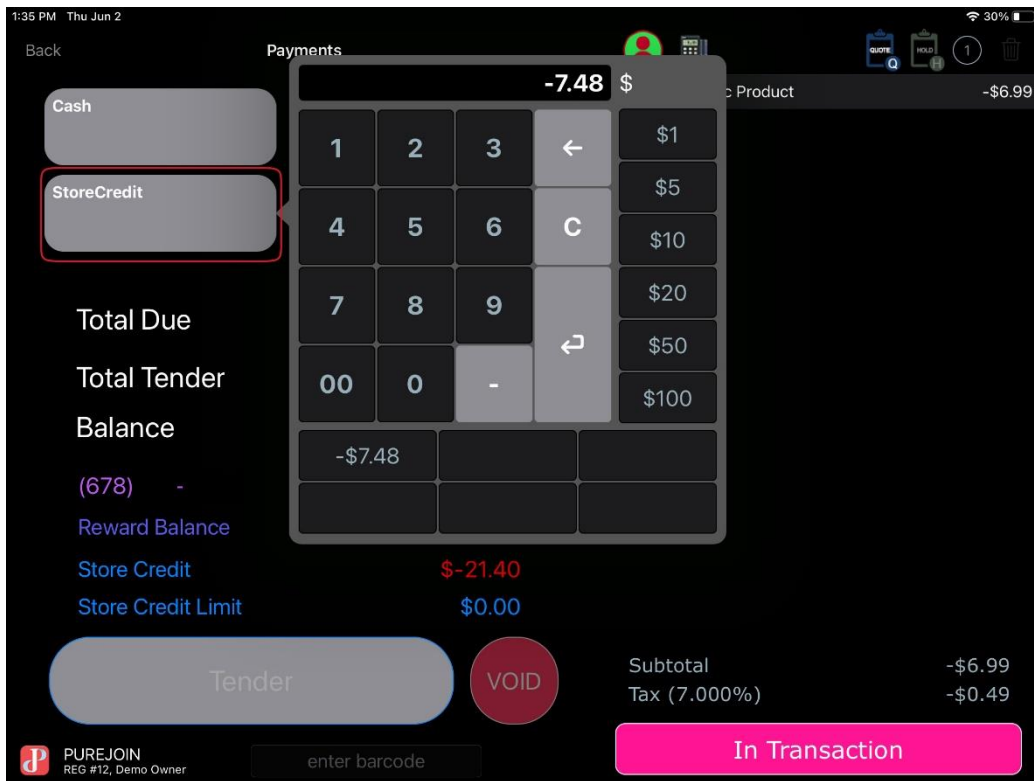 1:35 PM Thu Jun 2 30%
Back Payments QUOTE Q HOLD H 1
-7.48 $
c Product -$6.99
Cash
1 2 3 ← $1
StoreCredit
$5
4 5 6 C $10
7 8 9 $20
Total Due
$50
Total Tender
00 0 - $100
Balance
-$7.48
(678) -
Reward Balance
Store Credit $-21.40
Store Credit Limit $0.00
Tender VOID
Subtotal -$6.99
Tax (7.000%) -$0.49
In Transaction
PUREJOIN
REG #12, Demo Owner
enter barcode